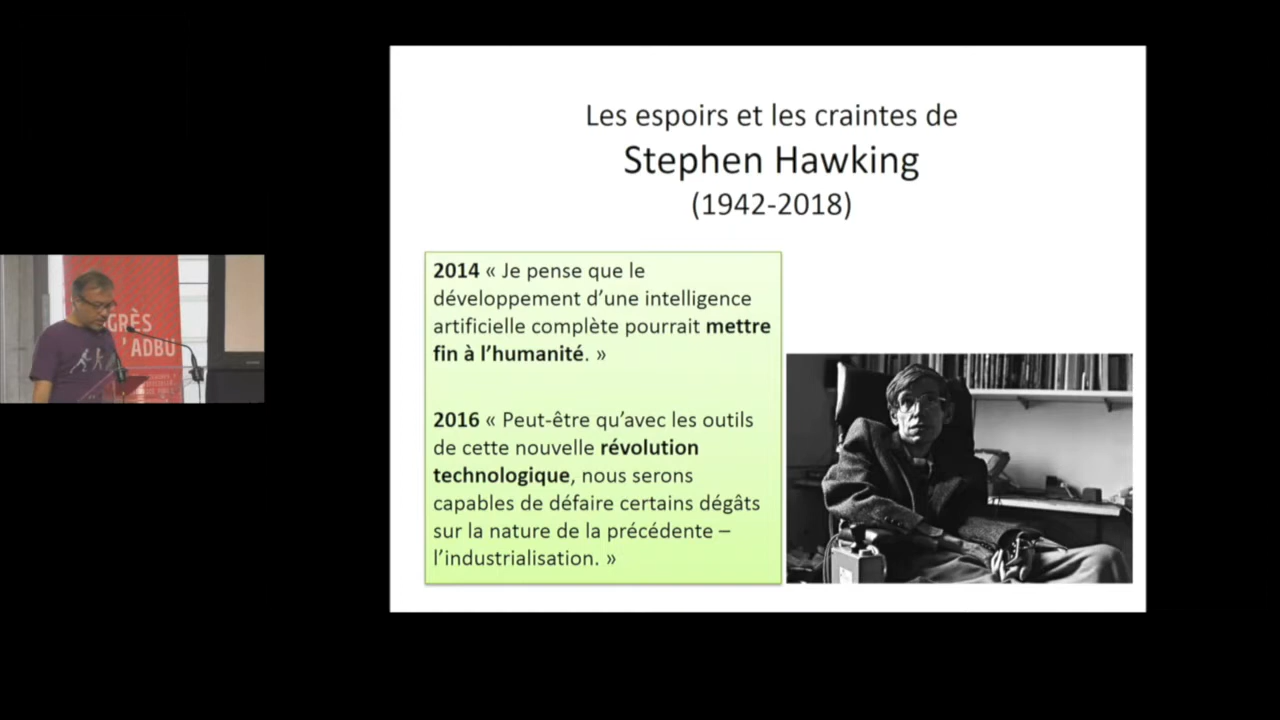 Les espoirs et les craintes de
Stephen Hawking
(1942-2018)
2014 « Je pense que le
développement d’une intelligence
artificielle complète pourrait mettre
fin à l’humanité. »
2016 « Peut-être qu’avec les outils
de cette nouvelle révolution
technologique, nous serons
capables de défaire certains dégâts
sur la nature de la précédente –
l’industrialisation. »
GRÈS
’ADBU